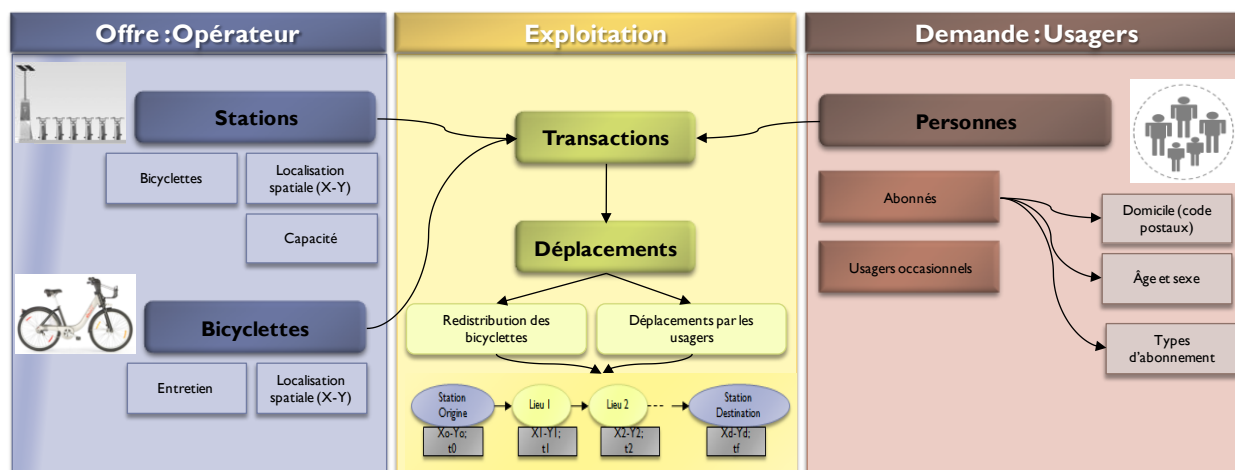 Offre : Opérateur
Stations
Bicyclettes
Localisation
spatiale (X-Y)
Capacité
Bicyclettes
Entretien
Localisation
spatiale (X-Y)
Exploitation
Transactions
Déplacements
Redistribution des
bicyclettes
Déplacements par les
usagers
Station
Origine
Lieu 1
Lieu 2
Station
Destination
Xo-Yo;
t0
X1-Y1;
t1
X2-Y2;
t2
Xd-Yd;
tf
Demande : Usagers
Personnes
Abonnés
Usagers occasionnels
Domicile (code
postaux)
Âge et sexe
Types
d'abonnement